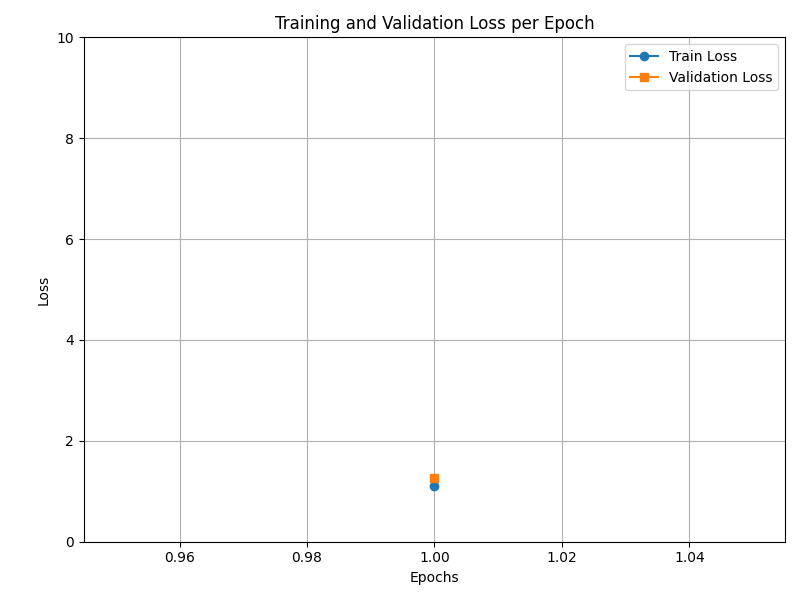 Training and Validation Loss per Epoch
Train Loss
Validation Loss
10
8
6
4
2
0
Loss
0.96 0.98 1.00 1.02 1.04
Epochs